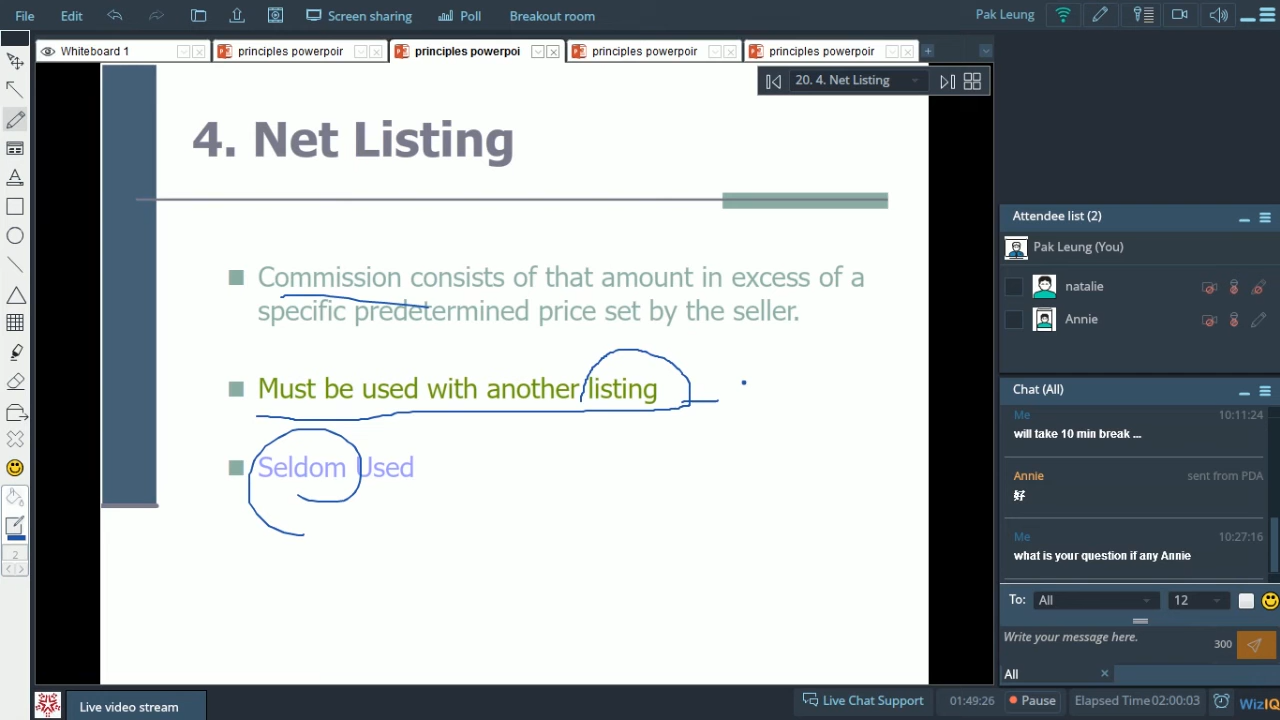 File
Edit
Screen sharing
Poll
Breakout room
Pak Leung
Whiteboard 1
principles powerpoir
principles powerpoi
principles powerpoir
principles powerpoir
20. 4. Net Listing
4. Net Listing
Commission consists of that amount in excess of a
specific predetermined price set by the seller.
Must be used with another listing
Seldom Used
Attendee list (2)
Pak Leung (You)
natalie
Annie
Chat (All)
Me 10:11:24
will take 10 min break ...
Annie sent from PDA
好
Me 10:27:16
what is your question if any Annie
To: All 12
Write your message here.
300
All
2
Live video stream
Live Chat Support
01:49:26
Pause
Elapsed Time 02:00:03
WizIQ